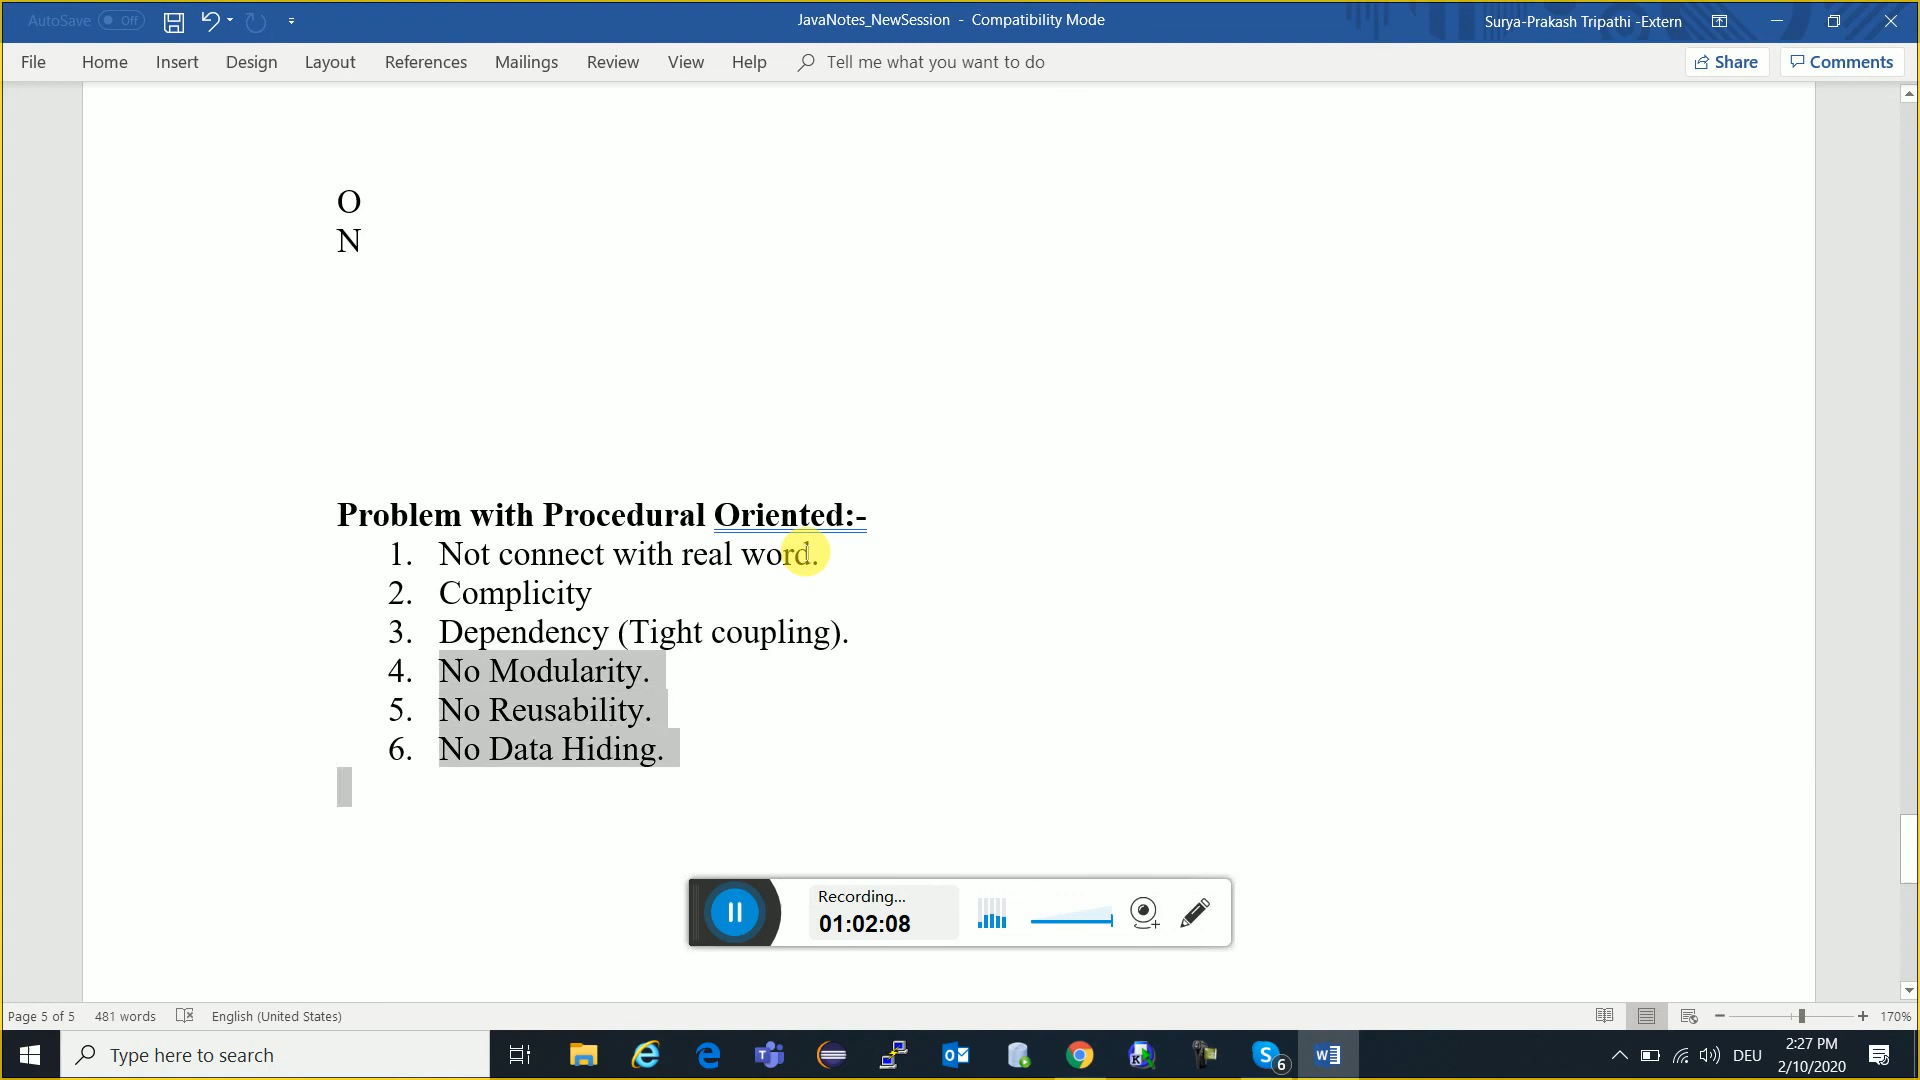 AutoSave Off
JavaNotes_NewSession - Compatibility Mode
Surya-Prakash Tripathi -Extern
File Home Insert Design Layout References Mailings Review View Help Tell me what you want to do Share Comments
O
N
Problem with Procedural Oriented:-
1. Not connect with real word.
2. Complicity
3. Dependency (Tight coupling).
4. No Modularity.
5. No Reusability.
6. No Data Hiding.
Recording...
01:02:08
Page 5 of 5 481 words English (United States) 170%
Type here to search
6
DEU
2:27 PM
2/10/2020